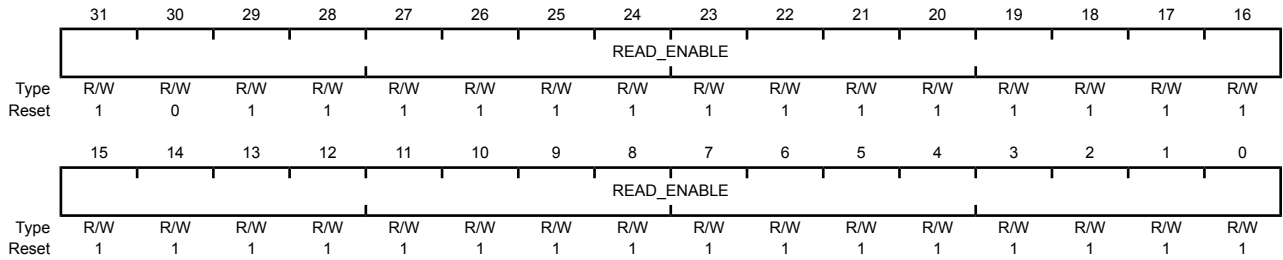 31 30 29 28 27 26 25 24 23 22 21 20 19 18 17 16
READ_ENABLE
Type R/W R/W R/W R/W R/W R/W R/W R/W R/W R/W R/W R/W R/W R/W R/W R/W
Reset 1 0 1 1 1 1 1 1 1 1 1 1 1 1 1 1
15 14 13 12 11 10 9 8 7 6 5 4 3 2 1 0
READ_ENABLE
Type R/W R/W R/W R/W R/W R/W R/W R/W R/W R/W R/W R/W R/W R/W R/W R/W
Reset 1 1 1 1 1 1 1 1 1 1 1 1 1 1 1 1